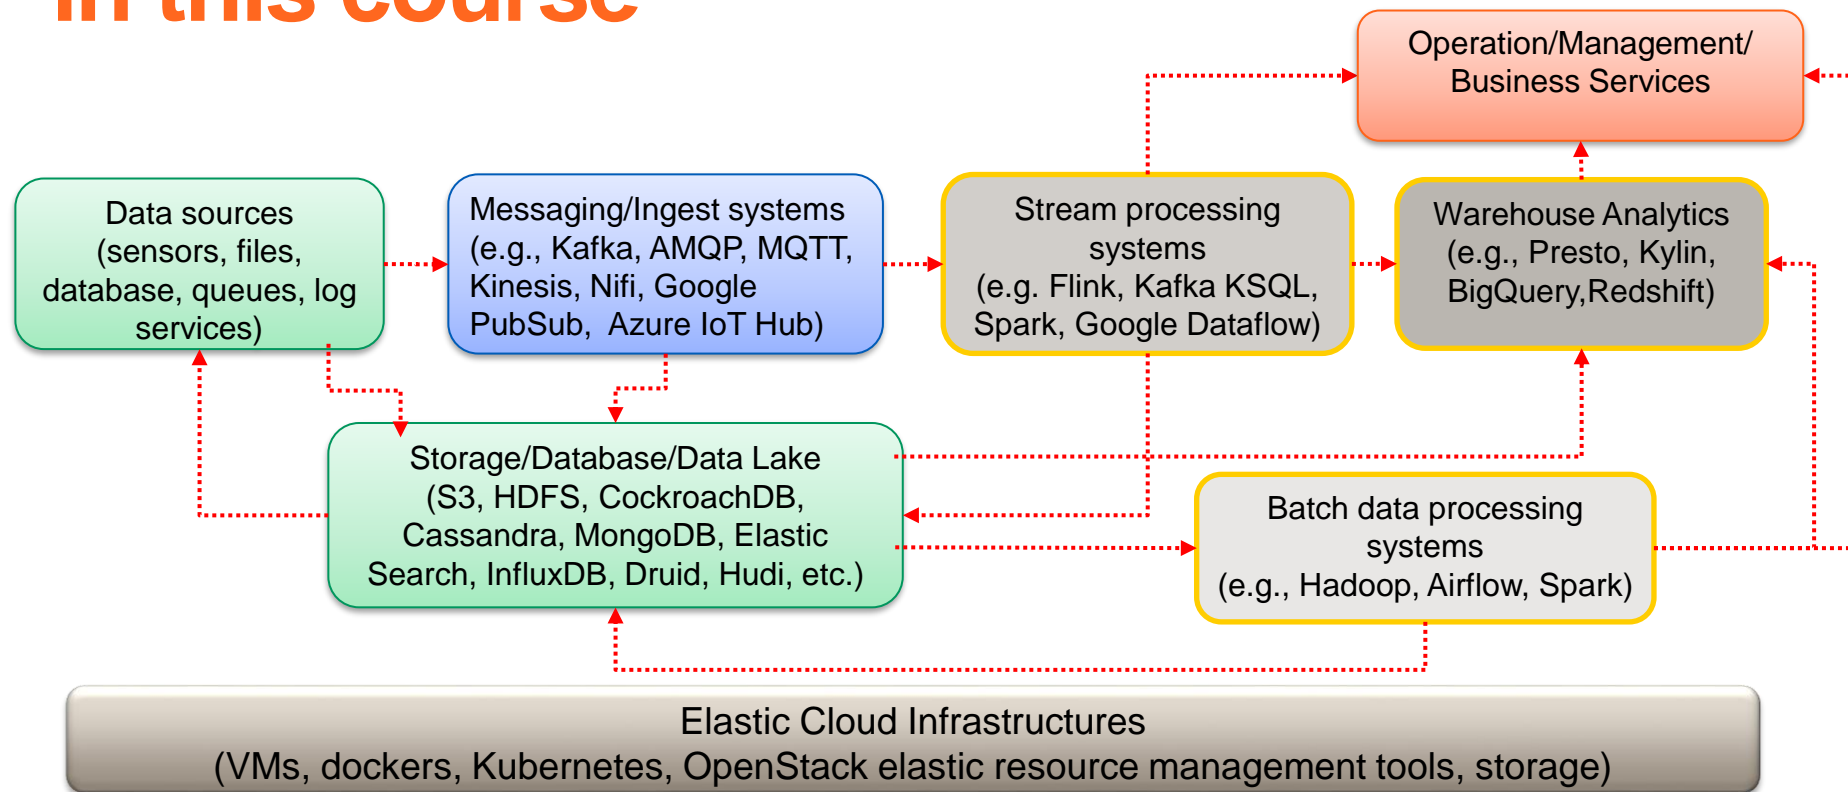 in this course
Operation/Management/
Business Services
Data sources
(sensors, files,
database, queues, log
services)
Messaging/Ingest systems
(e.g., Kafka, AMQP, MQTT,
Kinesis, Nifi, Google
PubSub, Azure IoT Hub)
Stream processing
systems
(e.g. Flink, Kafka KSQL,
Spark, Google Dataflow)
Warehouse Analytics
(e.g., Presto, Kylin,
BigQuery,Redshift)
Storage/Database/Data Lake
(S3, HDFS, CockroachDB,
Cassandra, MongoDB, Elastic
Search, InfluxDB, Druid, Hudi, etc.)
Batch data processing
systems
(e.g., Hadoop, Airflow, Spark)
Elastic Cloud Infrastructures
(VMs, dockers, Kubernetes, OpenStack elastic resource management tools, storage)